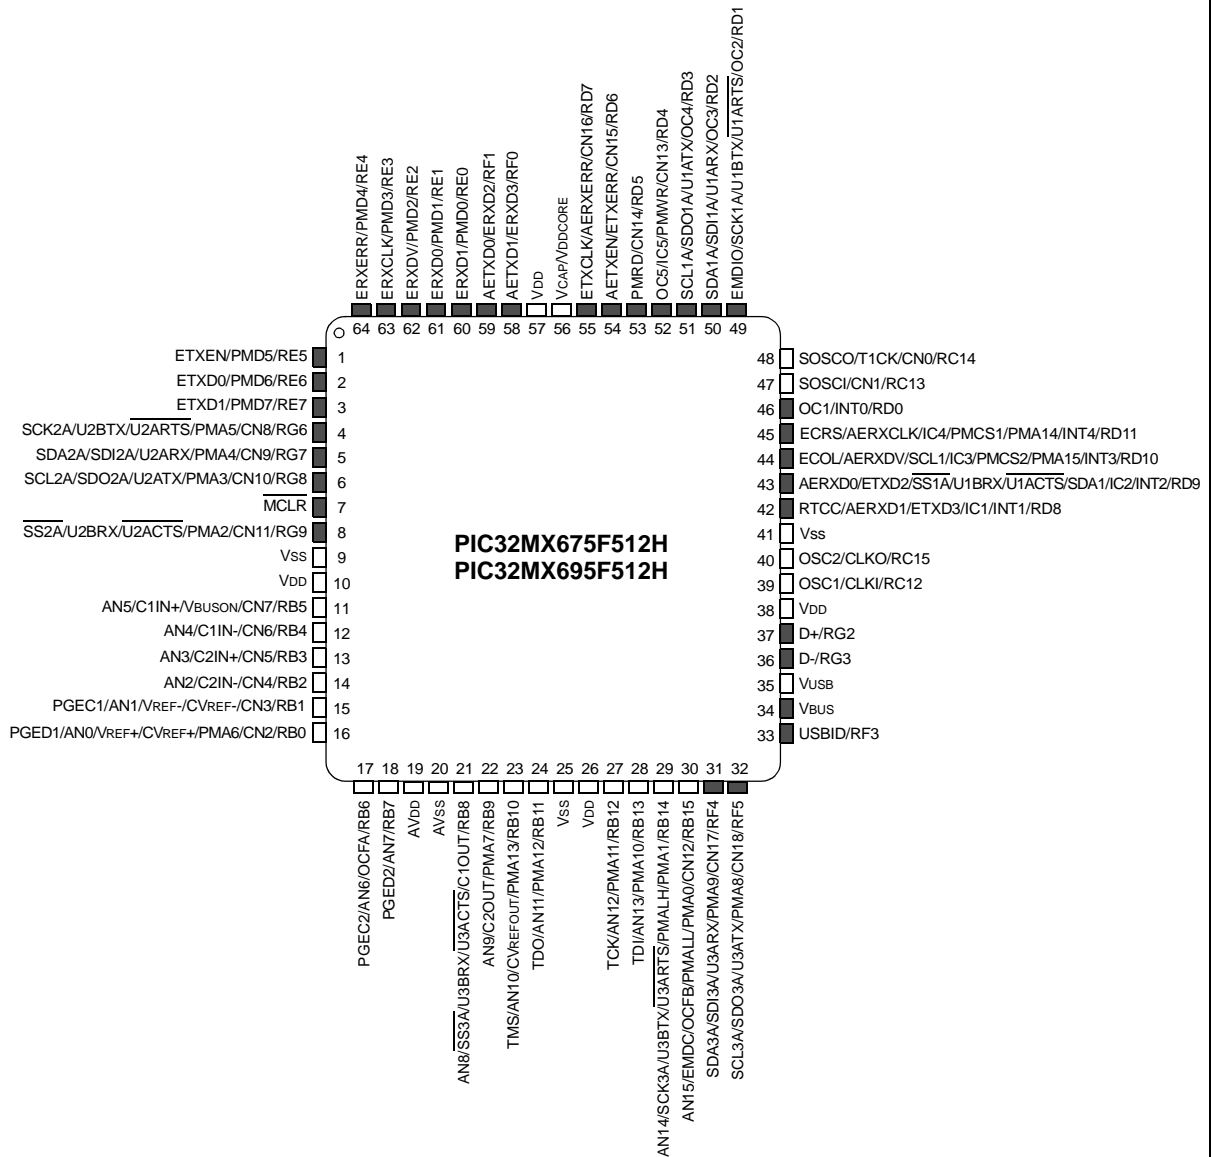 ERXERR/PMD4/RE4
ERXCLK/PMD3/RE3
ERXDV/PMD2/RE2
ERXD0/PMD1/RE1
ERXD1/PMD0/RE0
AETXD0/ERXD2/RF1
AETXD1/ERXD3/RF0
VDD
VCAP/VDDCORE
ETXCLK/AERXERR/CN16/RD7
AETXEN/ETXERR/CN15/RD6
PMRD/CN14/RD5
OC5/IC5/PMWR/CN13/RD4
SCL1A/SDO1A/U1ATX/OC4/RD3
SDA1A/SDI1A/U1ARX/OC3/RD2
EMDIO/SCK1A/U1BTX/U1ARTS/OC2/RD1
64 63 62 61 60 59 58 57 56 55 54 53 52 51 50 49
ETXEN/PMD5/RE5 1
ETXD0/PMD6/RE6 2
ETXD1/PMD7/RE7 3
SCK2A/U2BTX/U2ARTS/PMA5/CN8/RG6 4
SDA2A/SDI2A/U2ARX/PMA4/CN9/RG7 5
SCL2A/SDO2A/U2ATX/PMA3/CN10/RG8 6
MCLR 7
SS2A/U2BRX/U2ACTS/PMA2/CN11/RG9 8
VSS 9
VDD 10
AN5/C1IN+/VBUSON/CN7/RB5 11
AN4/C1IN-/CN6/RB4 12
AN3/C2IN+/CN5/RB3 13
AN2/C2IN-/CN4/RB2 14
PGEC1/AN1/VREF-/CVREF-/CN3/RB1 15
PGED1/AN0/VREF+/CVREF+/PMA6/CN2/RB0 16
PIC32MX675F512H
PIC32MX695F512H
48 SOSCO/T1CK/CN0/RC14
47 SOSCI/CN1/RC13
46 OC1/INT0/RD0
45 ECRS/AERXCLK/IC4/PMCS1/PMA14/INT4/RD11
44 ECOL/AERXDV/SCL1/IC3/PMCS2/PMA15/INT3/RD10
43 AERXD0/ETXD2/SS1A/U1BRX/U1ACTS/SDA1/IC2/INT2/RD9
42 RTCC/AERXD1/ETXD3/IC1/INT1/RD8
41 Vss
40 OSC2/CLKO/RC15
39 OSC1/CLKI/RC12
38 VDD
37 D+/RG2
36 D-/RG3
35 VUSB
34 VBUS
33 USBID/RF3
17 18 19 20 21 22 23 24 25 26 27 28 29 30 31 32
PGEC2/AN6/OCFA/RB6
PGED2/AN7/RB7
AVDD
AVSS
AN8/SS3A/U3BRX/U3ACTS/C1OUT/RB8
AN9/C2OUT/PMA7/RB9
TMS/AN10/CVREFOUT/PMA13/RB10
TDO/AN11/PMA12/RB11
VSS
VDD
TCK/AN12/PMA11/RB12
TDI/AN13/PMA10/RB13
AN14/SCK3A/U3BTX/U3ARTS/PMALH/PMA1/RB14
AN15/EMDC/OCFB/PMALL/PMA0/CN12/RB15
SDA3A/SDI3A/U3ARX/PMA9/CN17/RF4
SCL3A/SDO3A/U3ATX/PMA8/CN18/RF5